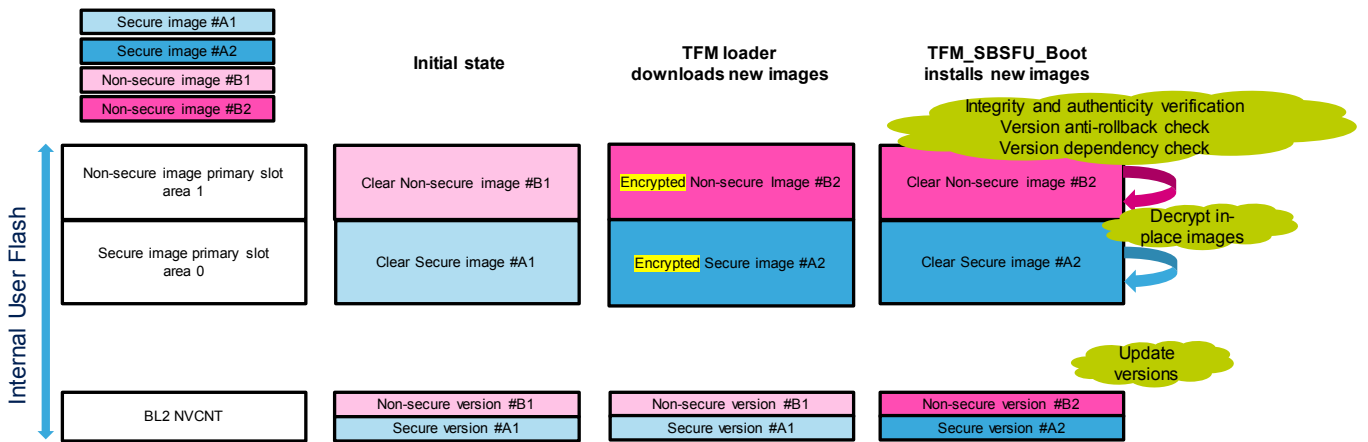 Secure image #A1
Secure image #A2
Non-secure image #B1
Non-secure image #B2
Initial state
TFM loader
downloads new images
TFM_SBSFU_Boot
installs new images
Integrity and authenticity verification
Version anti-rollback check
Version dependency check
Internal User Flash
Non-secure image primary slot
area 1
Clear Non-secure image #B1
Encrypted Non-secure Image #B2
Clear Non-secure image #B2
Decrypt in-
place images
Secure image primary slot
area 0
Clear Secure image #A1
Encrypted Secure image #A2
Clear Secure image #A2
Update
versions
BL2 NVCNT
Non-secure version #B1
Secure version #A1
Non-secure version #B1
Secure version #A1
Non-secure version #B2
Secure version #A2